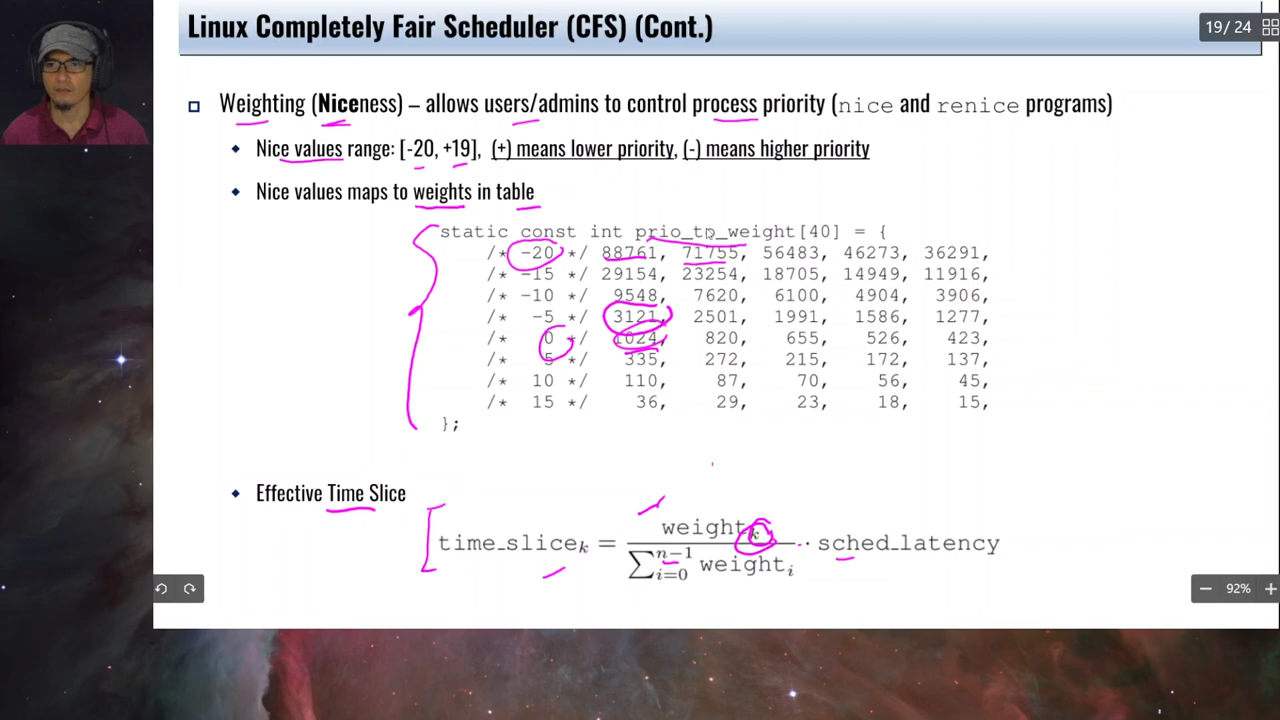 Linux Completely Fair Scheduler (CFS) (Cont.)
19 / 24
Weighting (Niceness) – allows users/admins to control process priority (nice and renice programs)
Nice values range: [-20, +19], (+) means lower priority, (-) means higher priority
Nice values maps to weights in table
static const int prio_to_weight[40] = {
/* -20 */ 88761, 71755, 56483, 46273, 36291,
/* -15 */ 29154, 23254, 18705, 14949, 11916,
/* -10 */ 9548, 7620, 6100, 4904, 3906,
/* -5 */ 3121, 2501, 1991, 1586, 1277,
/* 0 */ 1024, 820, 655, 526, 423,
/* 5 */ 335, 272, 215, 172, 137,
/* 10 */ 110, 87, 70, 56, 45,
/* 15 */ 36, 29, 23, 18, 15,
};
Effective Time Slice
time_slice_k = weight_k / ∑_{i=0}^{n−1} weight_i · sched_latency
92%